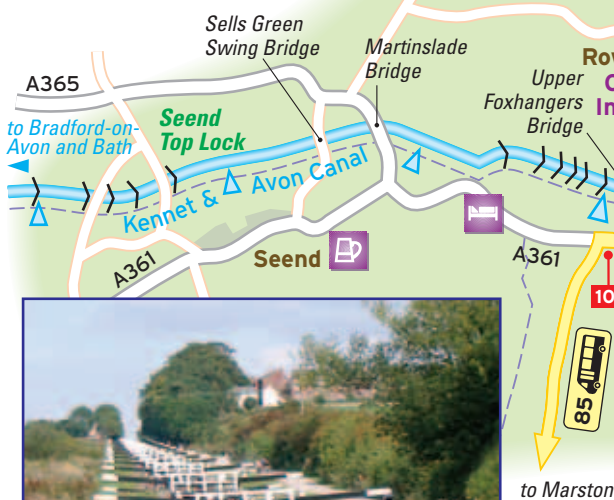 Sells Green
Swing Bridge
Martinslade
Bridge
Upper
Foxhangers
Bridge
A365
to Bradford-on-
Avon and Bath
Seend
Top Lock
Kennet & Avon Canal
A361
Seend
A361
10
85
to Marston